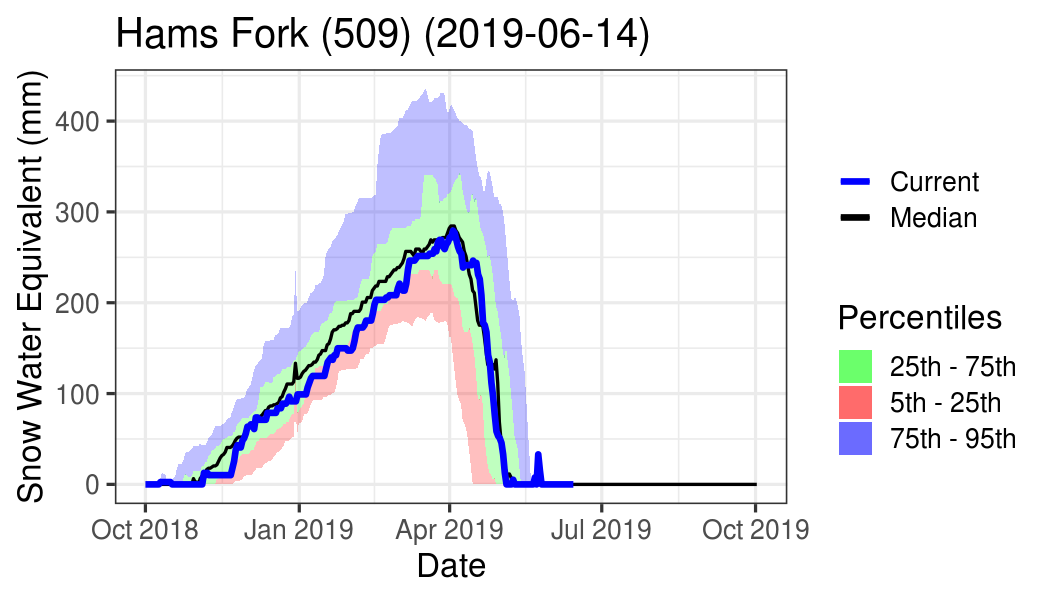 Hams Fork (509) (2019-06-14)
Snow Water Equivalent (mm)
400
300
200
100
0
Oct 2018
Jan 2019
Apr 2019
Jul 2019
Oct 2019
Date
Current
Median
Percentiles
25th - 75th
5th - 25th
75th - 95th